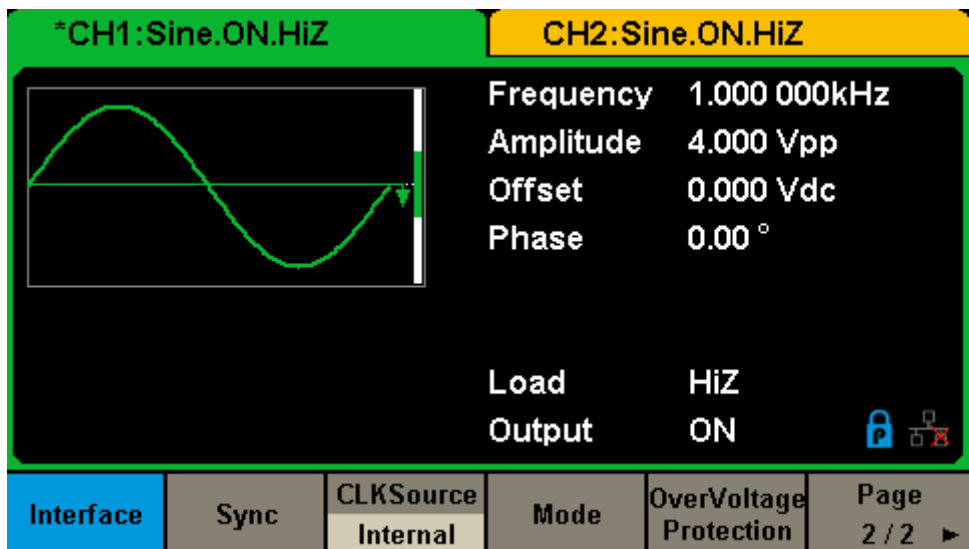 *CH1:Sine.ON.HiZ
CH2:Sine.ON.HiZ
Frequency 1.000 000kHz
Amplitude 4.000 Vpp
Offset 0.000 Vdc
Phase 0.00 °
Load HiZ
Output ON
P
Interface
Sync
CLKSource
Internal
Mode
OverVoltage
Protection
Page
2/2 ►